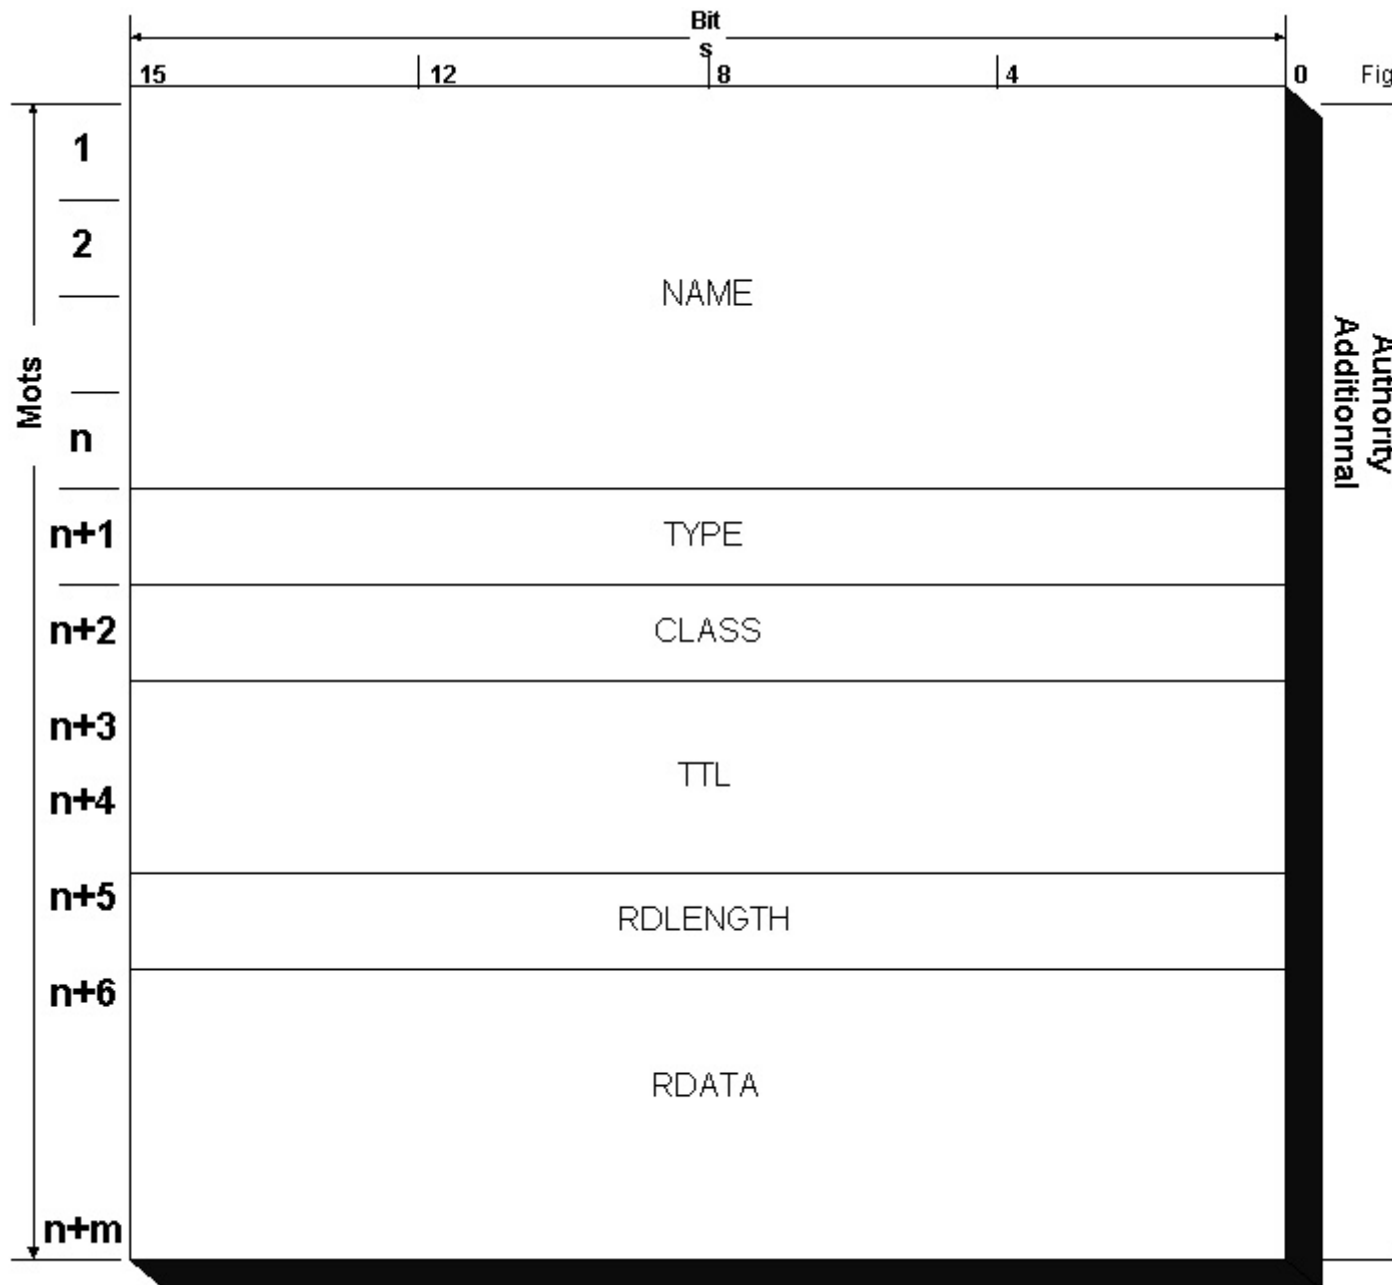 Bit
s
15 12 8 4 0 Fig
1
2
NAME
n
n+1 TYPE
n+2 CLASS
n+3
TTL
n+4
n+5 RDLENGTH
n+6
RDATA
n+m
Mots
Authority
Additionnal